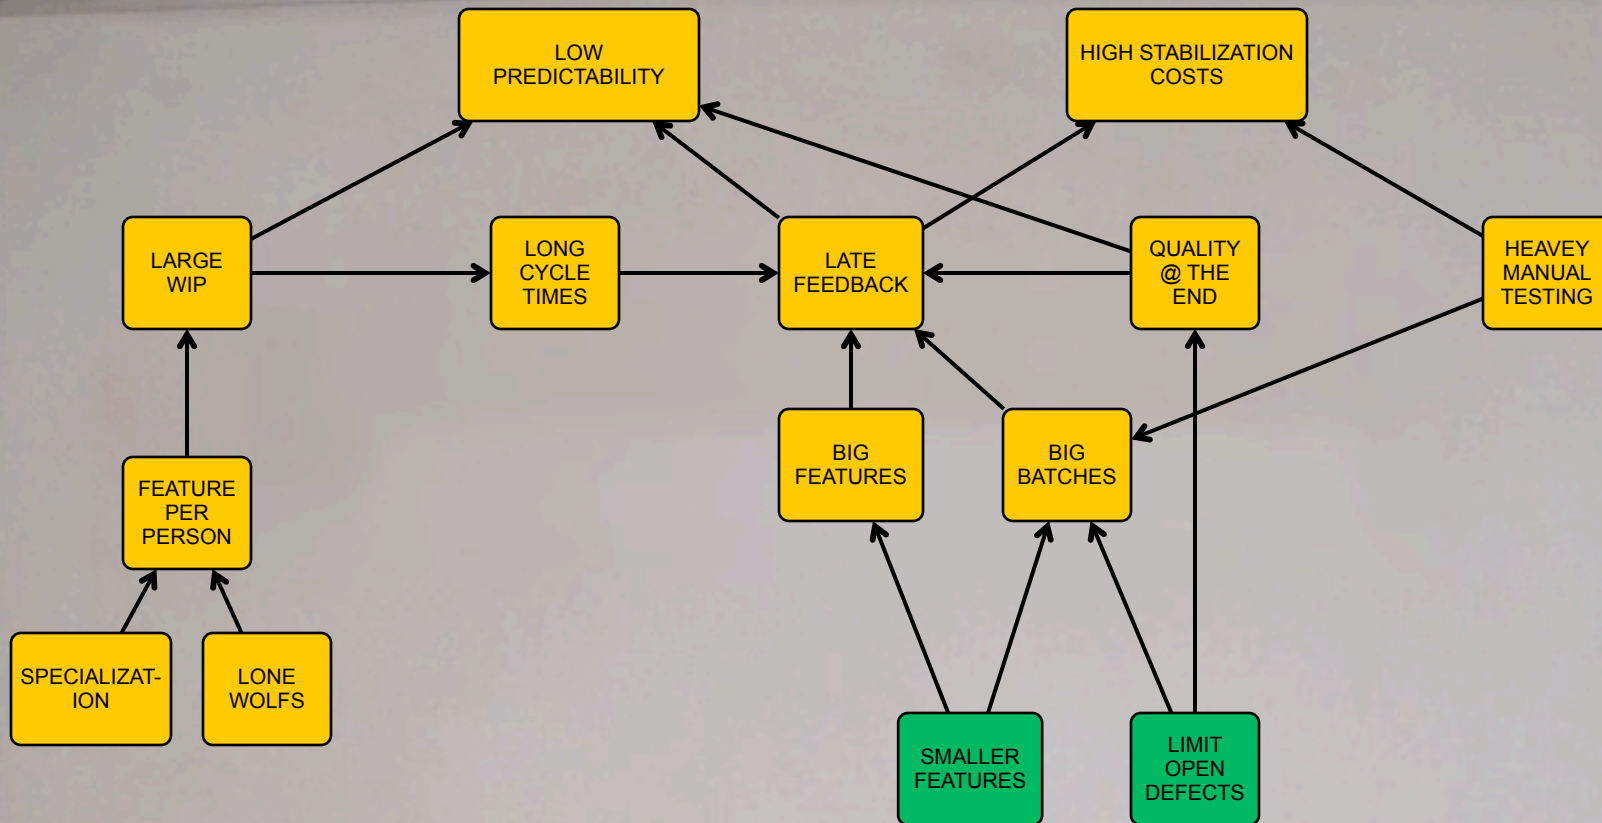 LOW
PREDICTABILITY
HIGH STABILIZATION
COSTS
LARGE
WIP
LONG
CYCLE
TIMES
LATE
FEEDBACK
QUALITY
@ THE
END
HEAVEY
MANUAL
TESTING
BIG
FEATURES
BIG
BATCHES
FEATURE
PER
PERSON
SPECIALIZAT-
ION
LONE
WOLFS
SMALLER
FEATURES
LIMIT
OPEN
DEFECTS